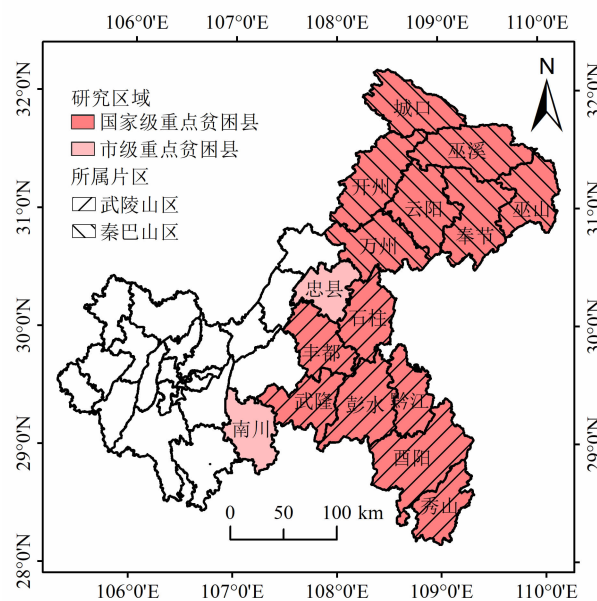 106°0'E 107°0'E 108°0'E 109°0'E 110°0'E
32°0'N
31°0'N
30°0'N
29°0'N
28°0'N
研究区域
国家级重点贫困县
市级重点贫困县
所属片区
武陵山区
秦巴山区
N
城口
巫溪
开州
云阳
奉节
巫山
万州
忠县
石柱
丰都
武隆
彭水
黔江
南川
酉阳
秀山
0 50 100 km
32°0'N
31°0'N
30°0'N
29°0'N
28°0'N
106°0'E 107°0'E 108°0'E 109°0'E 110°0'E